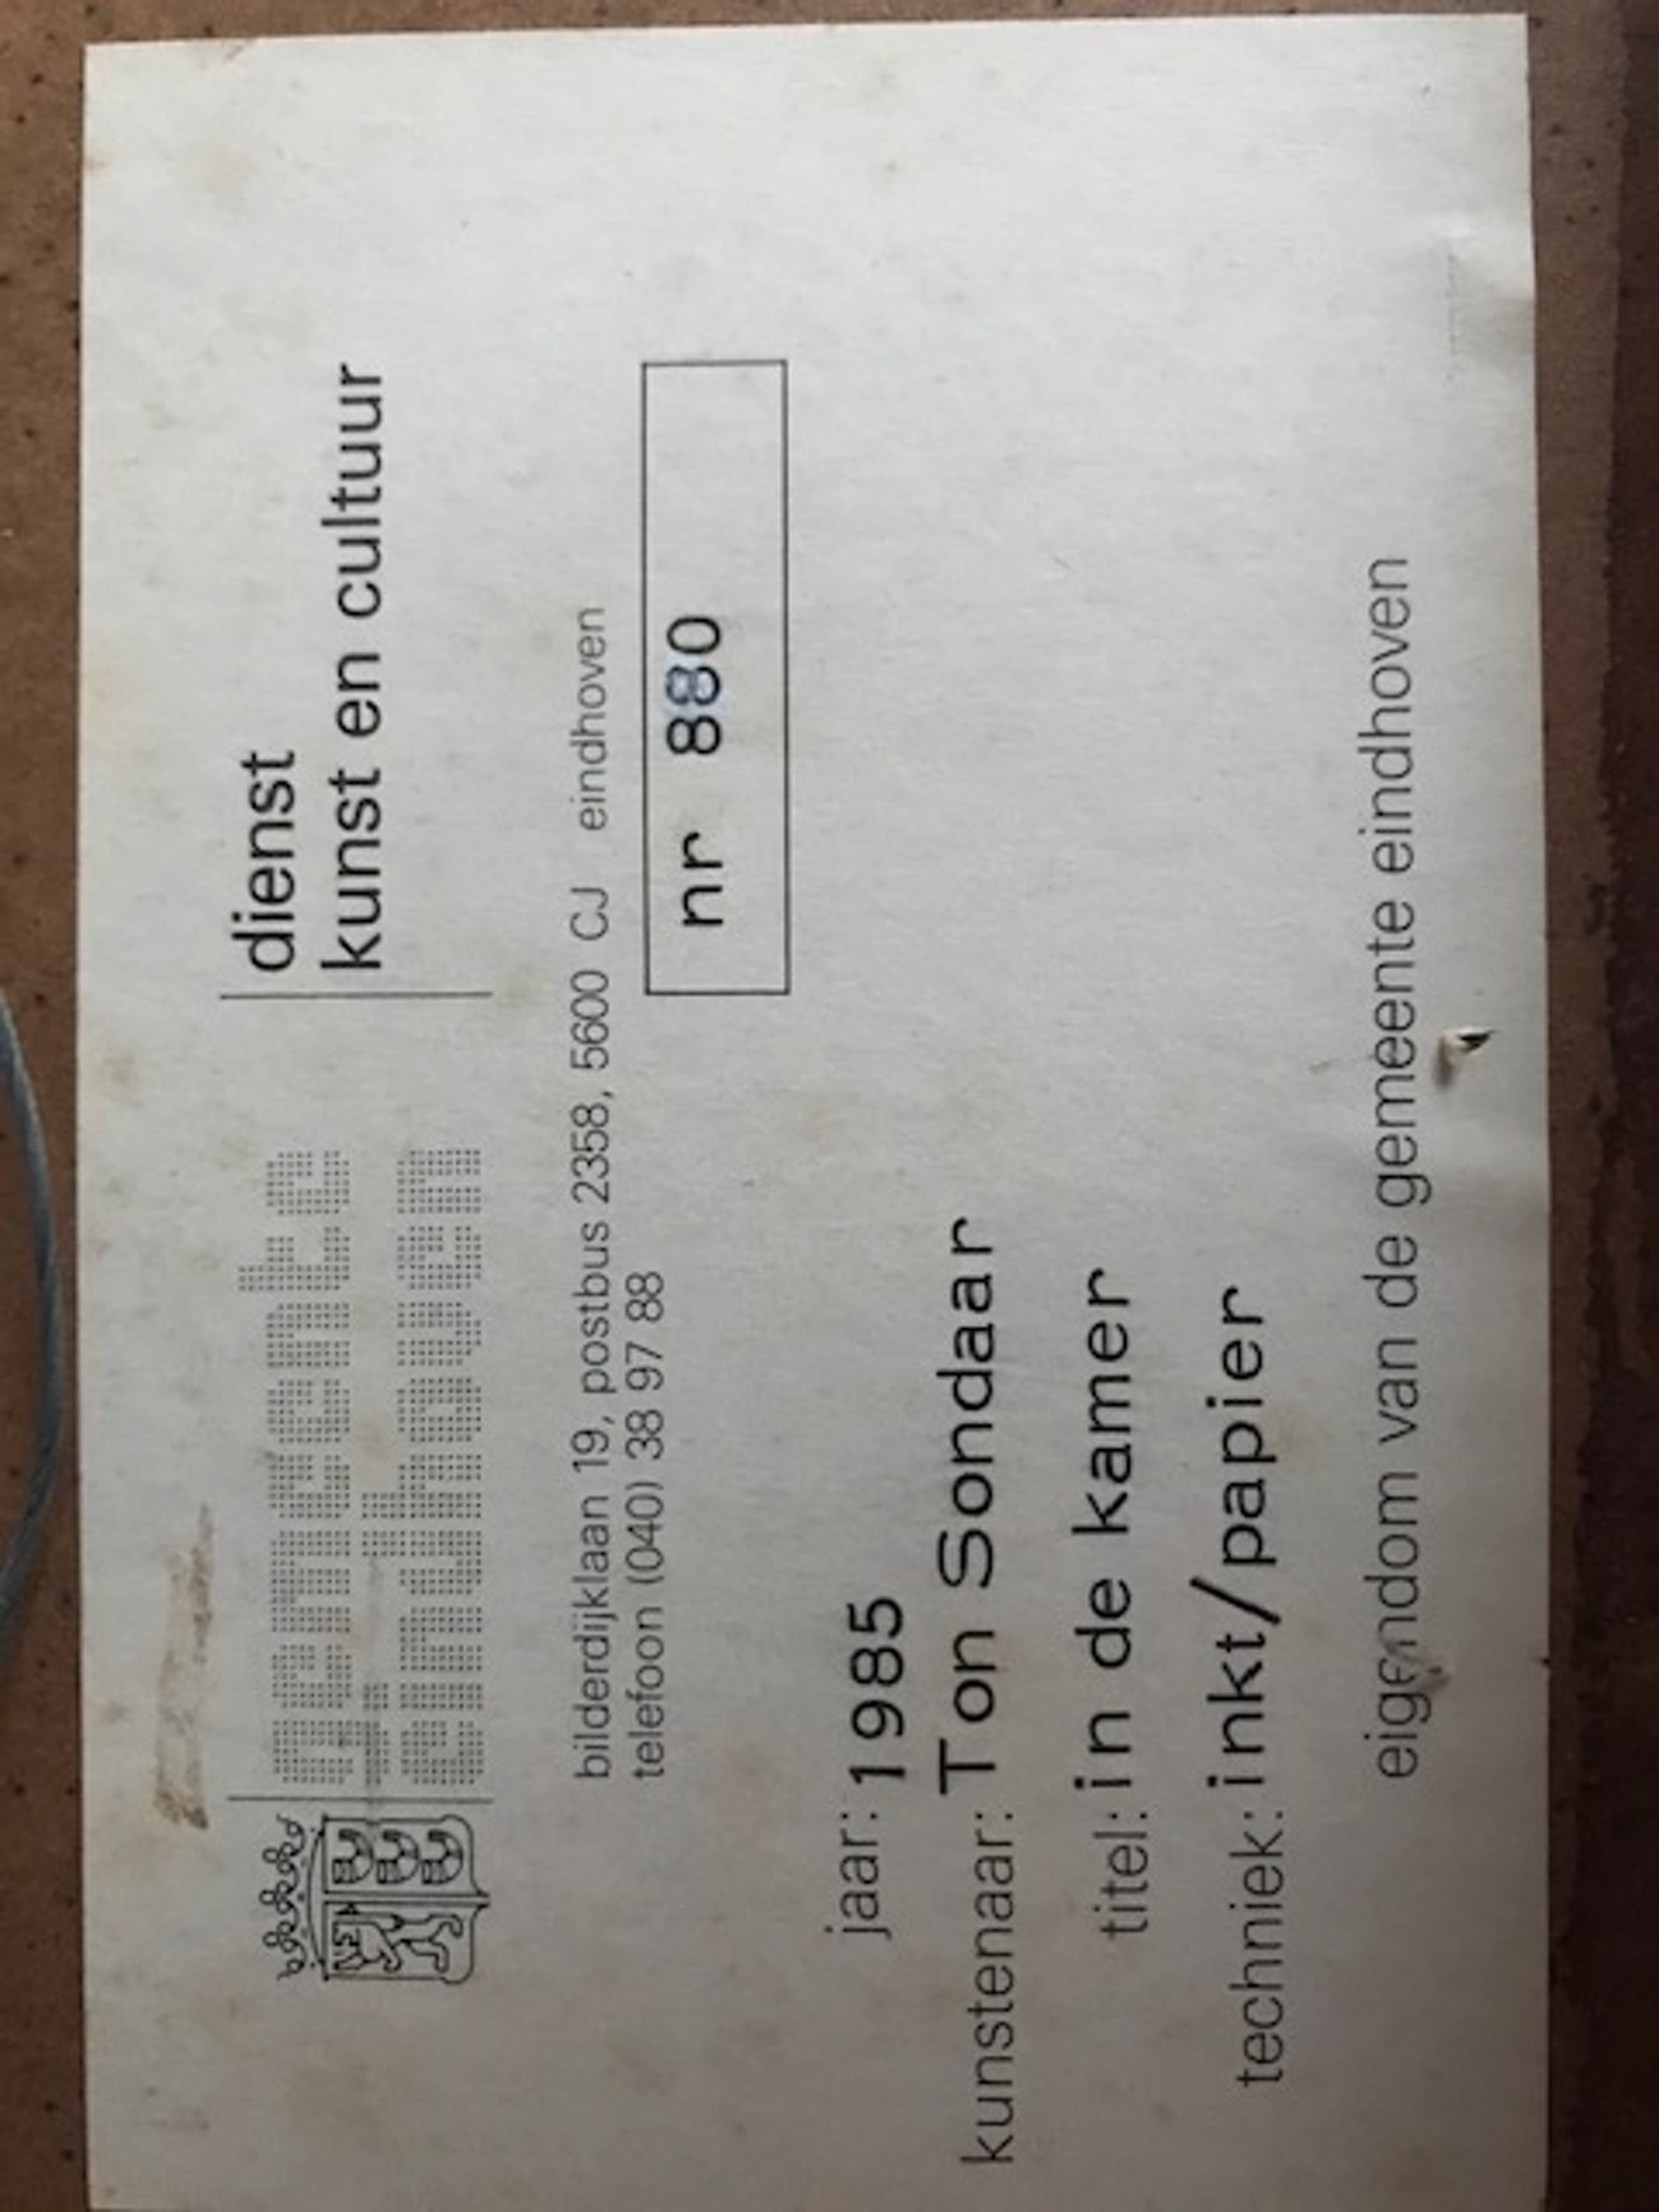 gemeente
eindhoven
dienst
kunst en cultuur
bilderdijklaan 19, postbus 2358, 5600 CJ eindhoven
telefoon (040) 38 97 88
nr 880
jaar: 1985
kunstenaar: Ton Sondaar
titel: in de kamer
techniek: inkt/papier
eigendom van de gemeente eindhoven